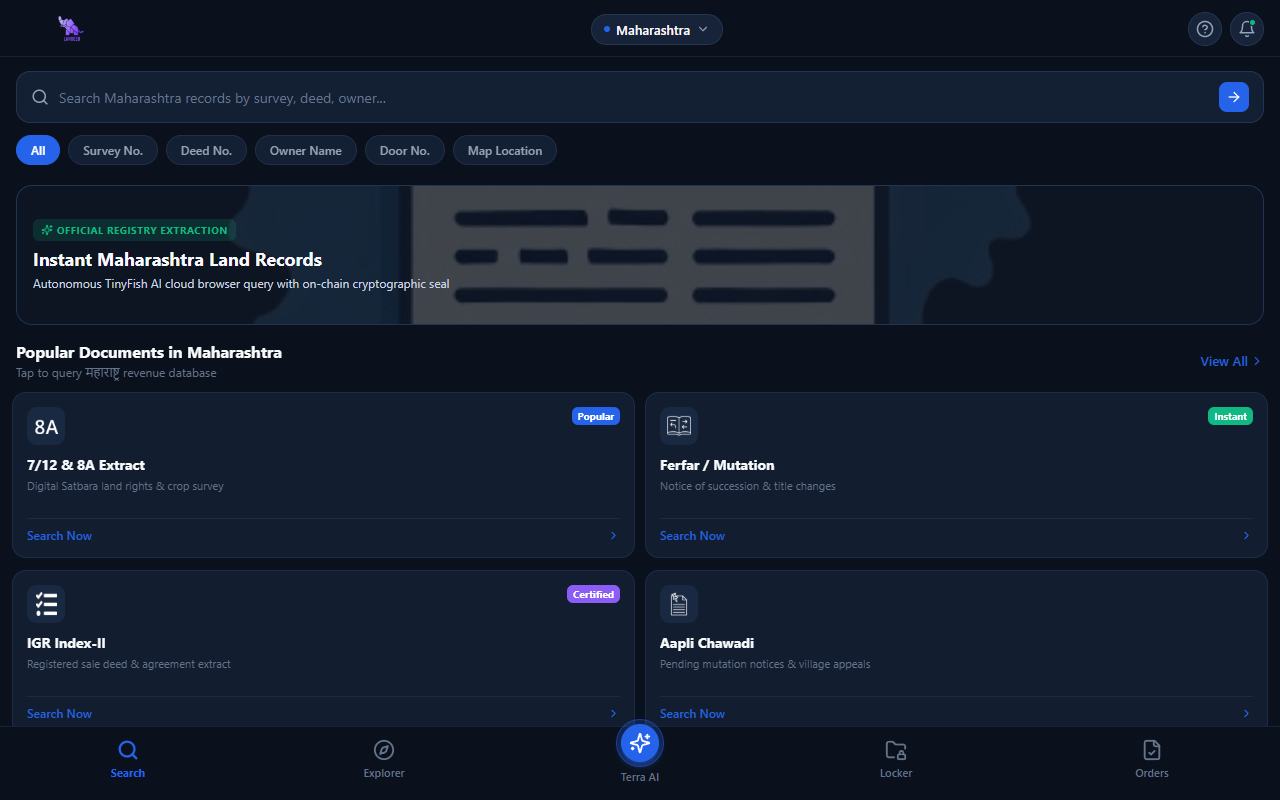 Maharashtra
Search Maharashtra records by survey, deed, owner...
All
Survey No.
Deed No.
Owner Name
Door No.
Map Location
OFFICIAL REGISTRY EXTRACTION
Instant Maharashtra Land Records
Autonomous TinyFish AI cloud browser query with on-chain cryptographic seal
Popular Documents in Maharashtra
Tap to query महाराष्ट्र revenue database
View All
8A
Popular
7/12 & 8A Extract
Digital Satbara land rights & crop survey
Search Now
Instant
Ferfar / Mutation
Notice of succession & title changes
Search Now
Certified
IGR Index-II
Registered sale deed & agreement extract
Search Now
Aapli Chawadi
Pending mutation notices & village appeals
Search Now
Search
Explorer
Terra AI
Locker
Orders